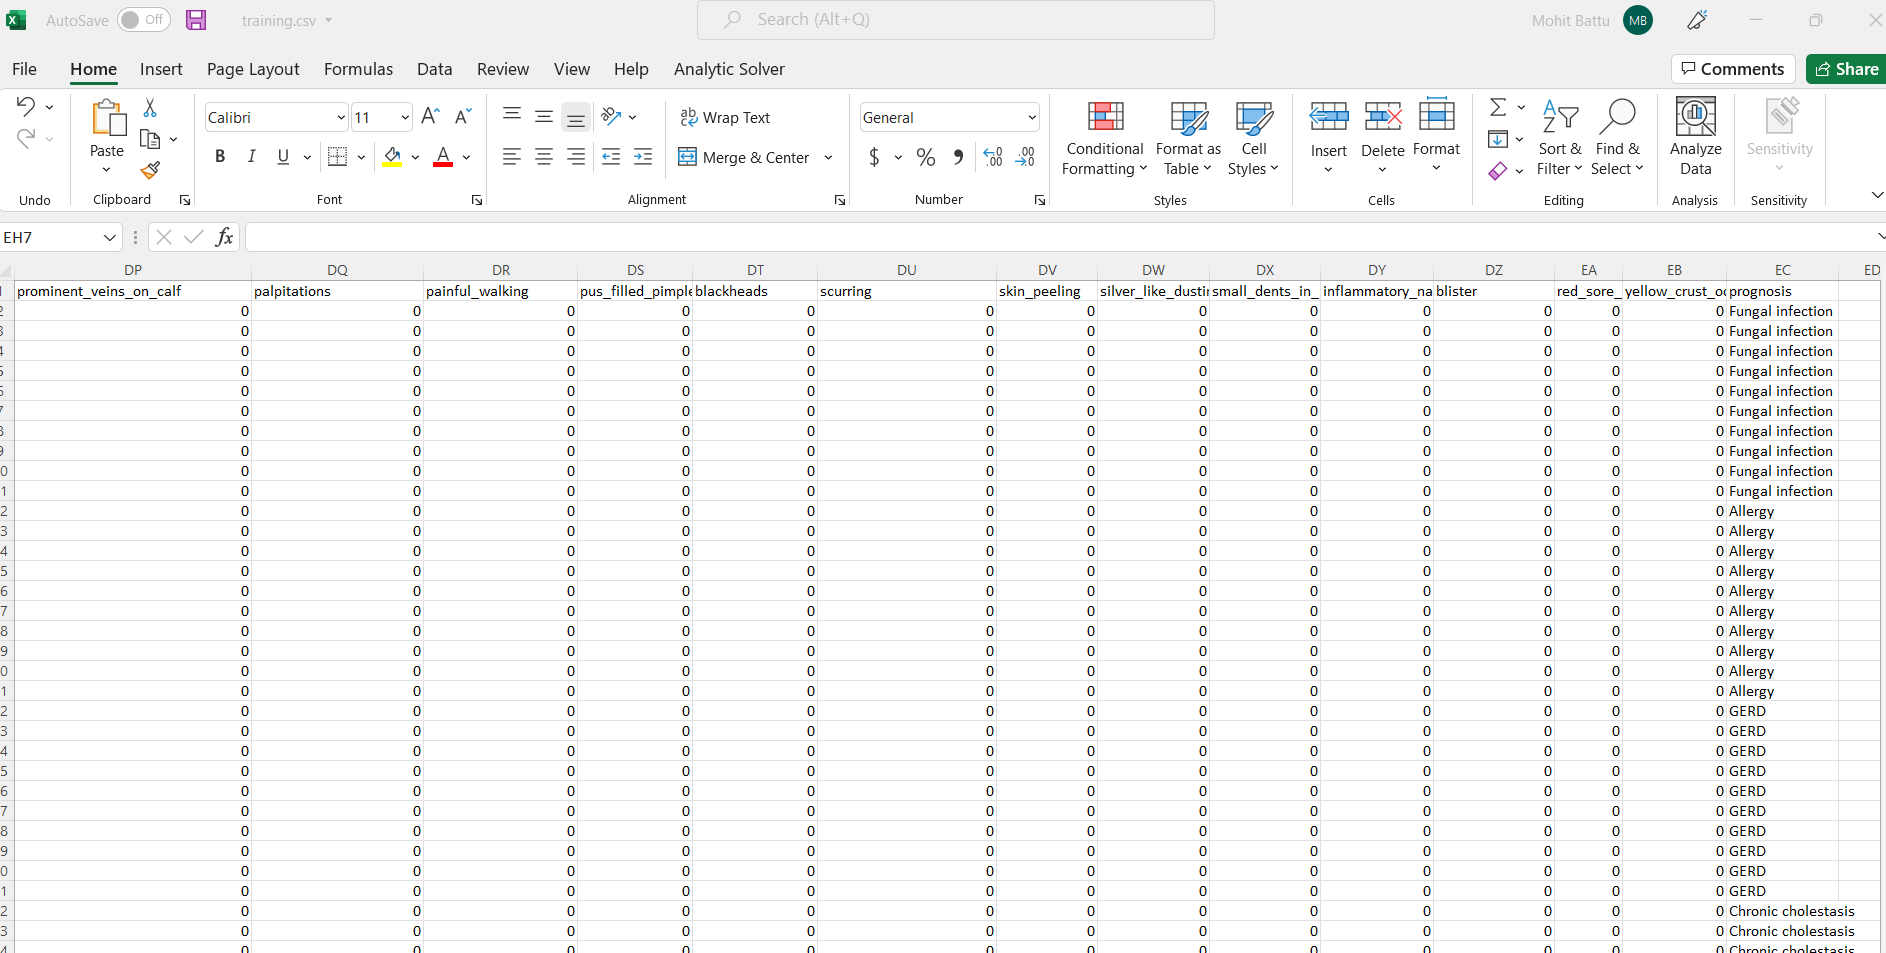 AutoSave Off training.csv Search (Alt+Q) Mohit Battu MB
File Home Insert Page Layout Formulas Data Review View Help Analytic Solver Comments Share
Calibri 11 Wrap Text General
Paste B I U Merge & Center $ % Conditional Formatting Format as Table Cell Styles Insert Delete Format Sort & Filter Find & Select Analyze Data Sensitivity
Undo Clipboard Font Alignment Number Styles Cells Editing Analysis Sensitivity
EH7 fx
DP DQ DR DS DT DU DV DW DX DY DZ EA EB EC ED
prominent_veins_on_calf palpitations painful_walking pus_filled_pimple blackheads scurring skin_peeling silver_like_dusti small_dents_in_ inflammatory_na blister red_sore_ yellow_crust_oo prognosis
2 0 0 0 0 0 0 0 0 0 0 0 0 0 Fungal infection
3 0 0 0 0 0 0 0 0 0 0 0 0 0 Fungal infection
4 0 0 0 0 0 0 0 0 0 0 0 0 0 Fungal infection
5 0 0 0 0 0 0 0 0 0 0 0 0 0 Fungal infection
6 0 0 0 0 0 0 0 0 0 0 0 0 0 Fungal infection
7 0 0 0 0 0 0 0 0 0 0 0 0 0 Fungal infection
8 0 0 0 0 0 0 0 0 0 0 0 0 0 Fungal infection
9 0 0 0 0 0 0 0 0 0 0 0 0 0 Fungal infection
0 0 0 0 0 0 0 0 0 0 0 0 0 0 Fungal infection
1 0 0 0 0 0 0 0 0 0 0 0 0 0 Fungal infection
2 0 0 0 0 0 0 0 0 0 0 0 0 0 Allergy
3 0 0 0 0 0 0 0 0 0 0 0 0 0 Allergy
4 0 0 0 0 0 0 0 0 0 0 0 0 0 Allergy
5 0 0 0 0 0 0 0 0 0 0 0 0 0 Allergy
6 0 0 0 0 0 0 0 0 0 0 0 0 0 Allergy
7 0 0 0 0 0 0 0 0 0 0 0 0 0 Allergy
8 0 0 0 0 0 0 0 0 0 0 0 0 0 Allergy
9 0 0 0 0 0 0 0 0 0 0 0 0 0 Allergy
0 0 0 0 0 0 0 0 0 0 0 0 0 0 Allergy
1 0 0 0 0 0 0 0 0 0 0 0 0 0 Allergy
2 0 0 0 0 0 0 0 0 0 0 0 0 0 GERD
3 0 0 0 0 0 0 0 0 0 0 0 0 0 GERD
4 0 0 0 0 0 0 0 0 0 0 0 0 0 GERD
5 0 0 0 0 0 0 0 0 0 0 0 0 0 GERD
6 0 0 0 0 0 0 0 0 0 0 0 0 0 GERD
7 0 0 0 0 0 0 0 0 0 0 0 0 0 GERD
8 0 0 0 0 0 0 0 0 0 0 0 0 0 GERD
9 0 0 0 0 0 0 0 0 0 0 0 0 0 GERD
0 0 0 0 0 0 0 0 0 0 0 0 0 0 GERD
1 0 0 0 0 0 0 0 0 0 0 0 0 0 GERD
2 0 0 0 0 0 0 0 0 0 0 0 0 0 Chronic cholestasis
3 0 0 0 0 0 0 0 0 0 0 0 0 0 Chronic cholestasis
4 0 0 0 0 0 0 0 0 0 0 0 0 0 Chronic cholestasis